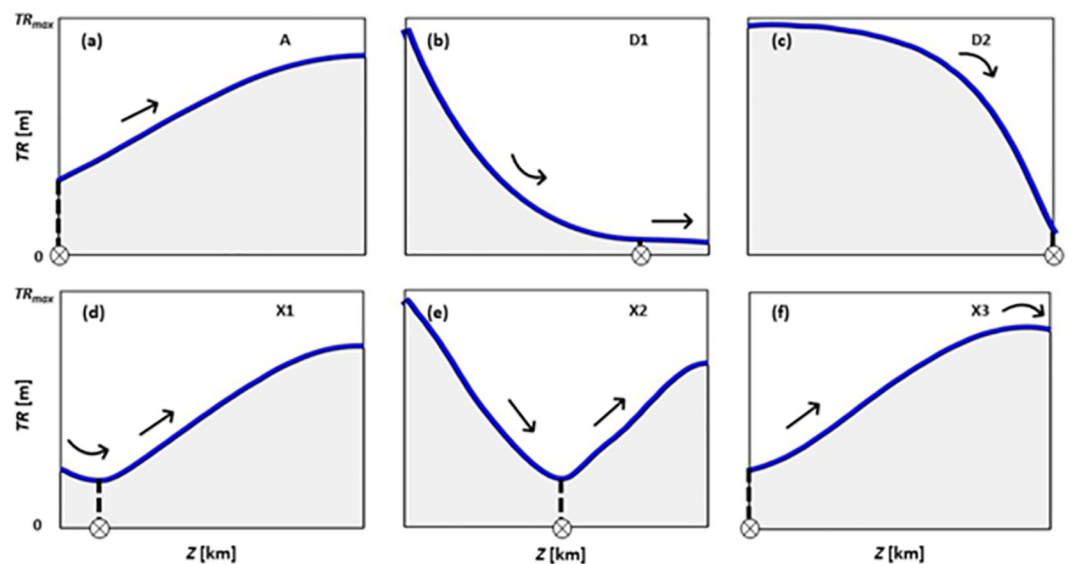 TRmax
(a) A
(b) D1
(c) D2
TR [m]
0
TRmax
(d) X1
(e) X2
(f) X3
TR [m]
0
Z [km]
Z [km]
Z [km]